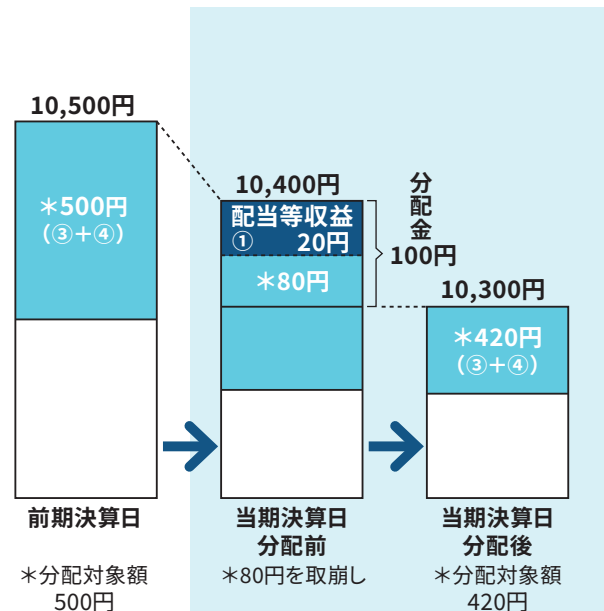 10,500円
＊500円
（③＋④）
前期決算日
＊分配対象額
500円
10,400円
配当等収益
① 20円
＊80円
分配金
100円
当期決算日
分配前
＊80円を取崩し
10,300円
＊420円
（③＋④）
当期決算日
分配後
＊分配対象額
420円